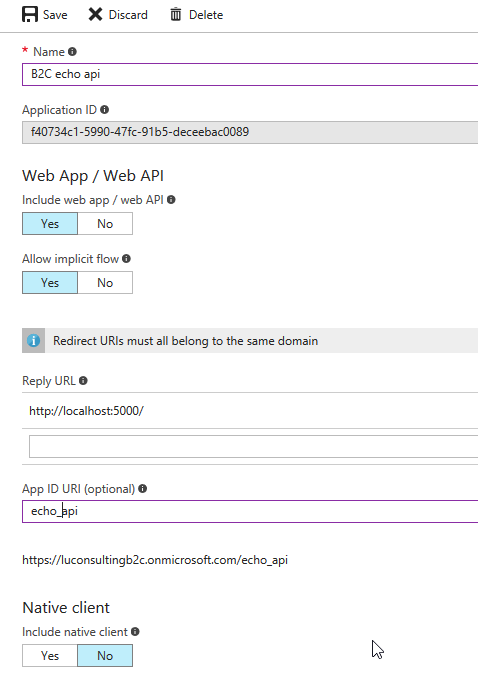 Save Discard Delete
* Name
B2C echo api
Application ID
f40734c1-5990-47fc-91b5-deceebac0089
Web App / Web API
Include web app / web API
Yes No
Allow implicit flow
Yes No
Redirect URIs must all belong to the same domain
Reply URL
http://localhost:5000/
App ID URI (optional)
echo_api
https://luconsultingb2c.onmicrosoft.com/echo_api
Native client
Include native client
Yes No